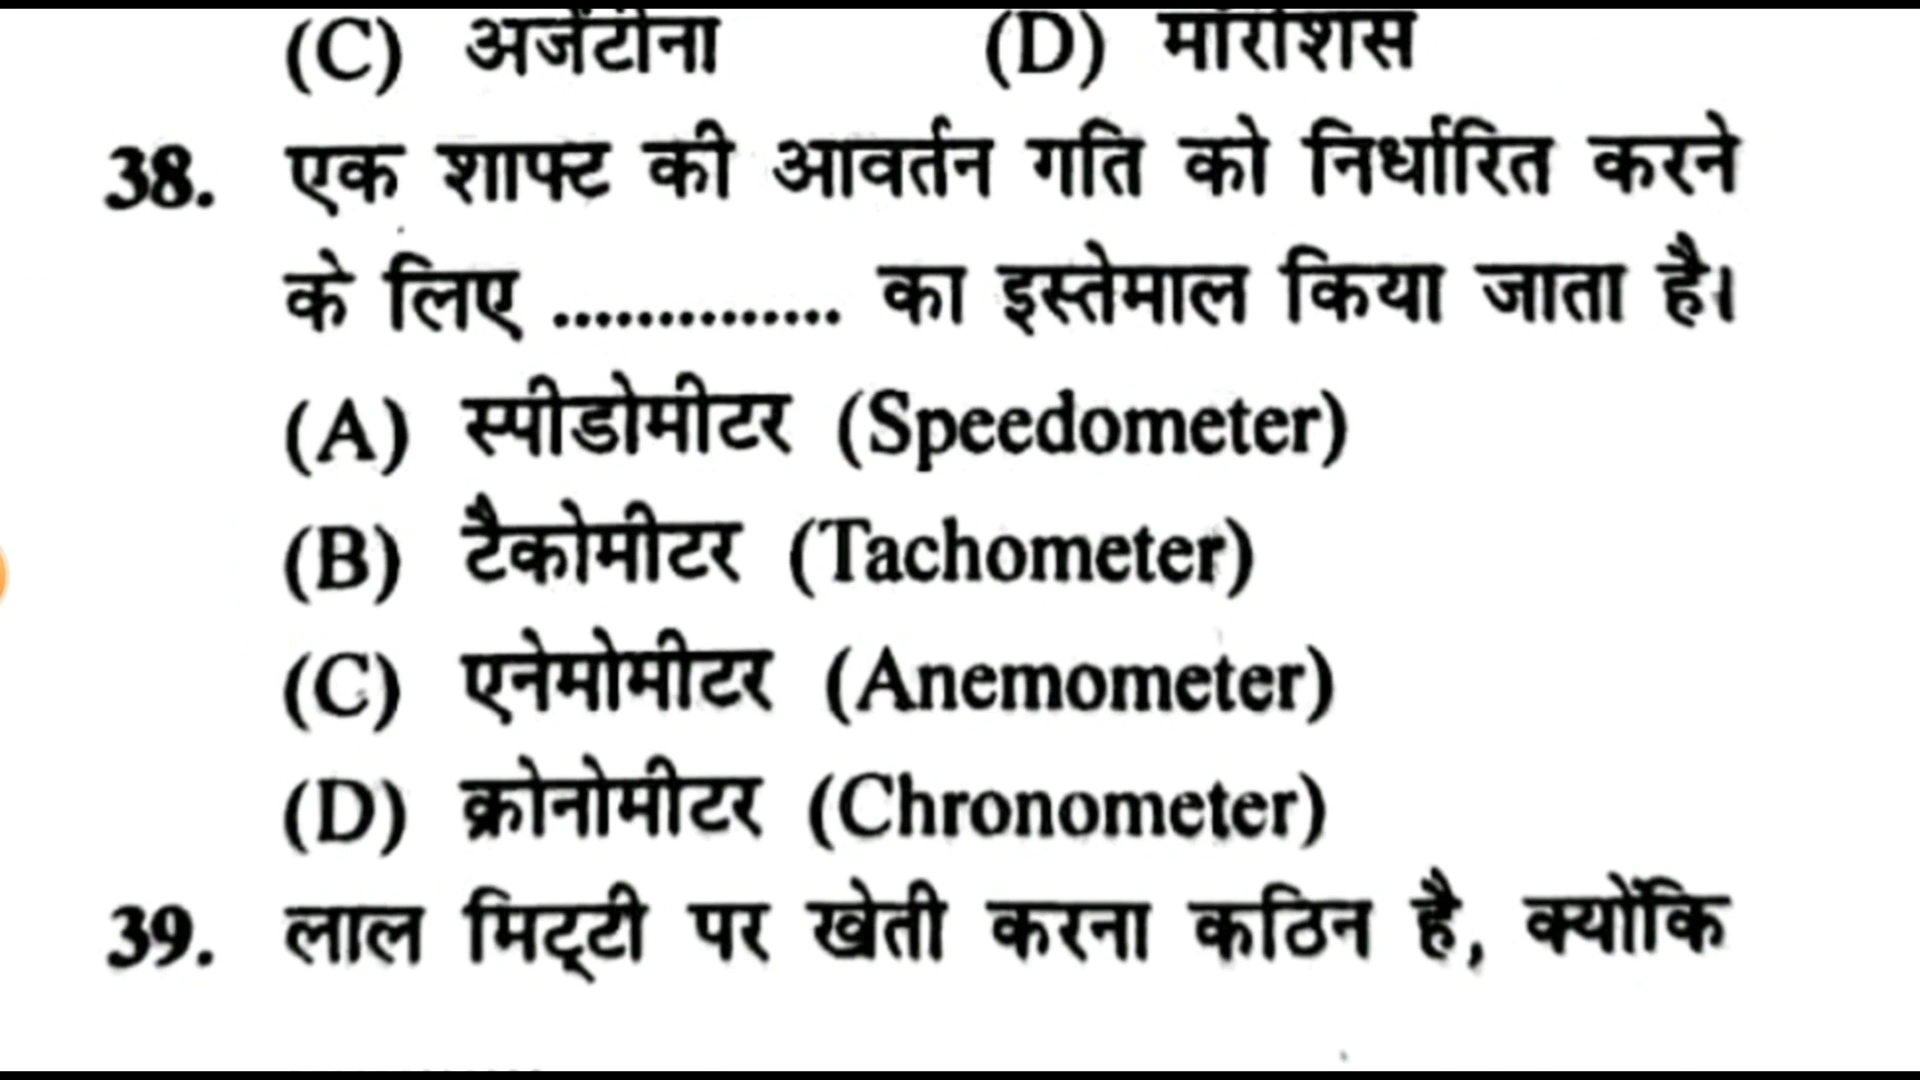 (C) अर्जेंटीना (D) मॉरीशस
38. एक शाफ्ट की आवर्तन गति को निर्धारित करने
के लिए .............. का इस्तेमाल किया जाता है।
(A) स्पीडोमीटर (Speedometer)
(B) टैकोमीटर (Tachometer)
(C) एनेमोमीटर (Anemometer)
(D) क्रोनोमीटर (Chronometer)
39. लाल मिट्टी पर खेती करना कठिन है, क्योंकि